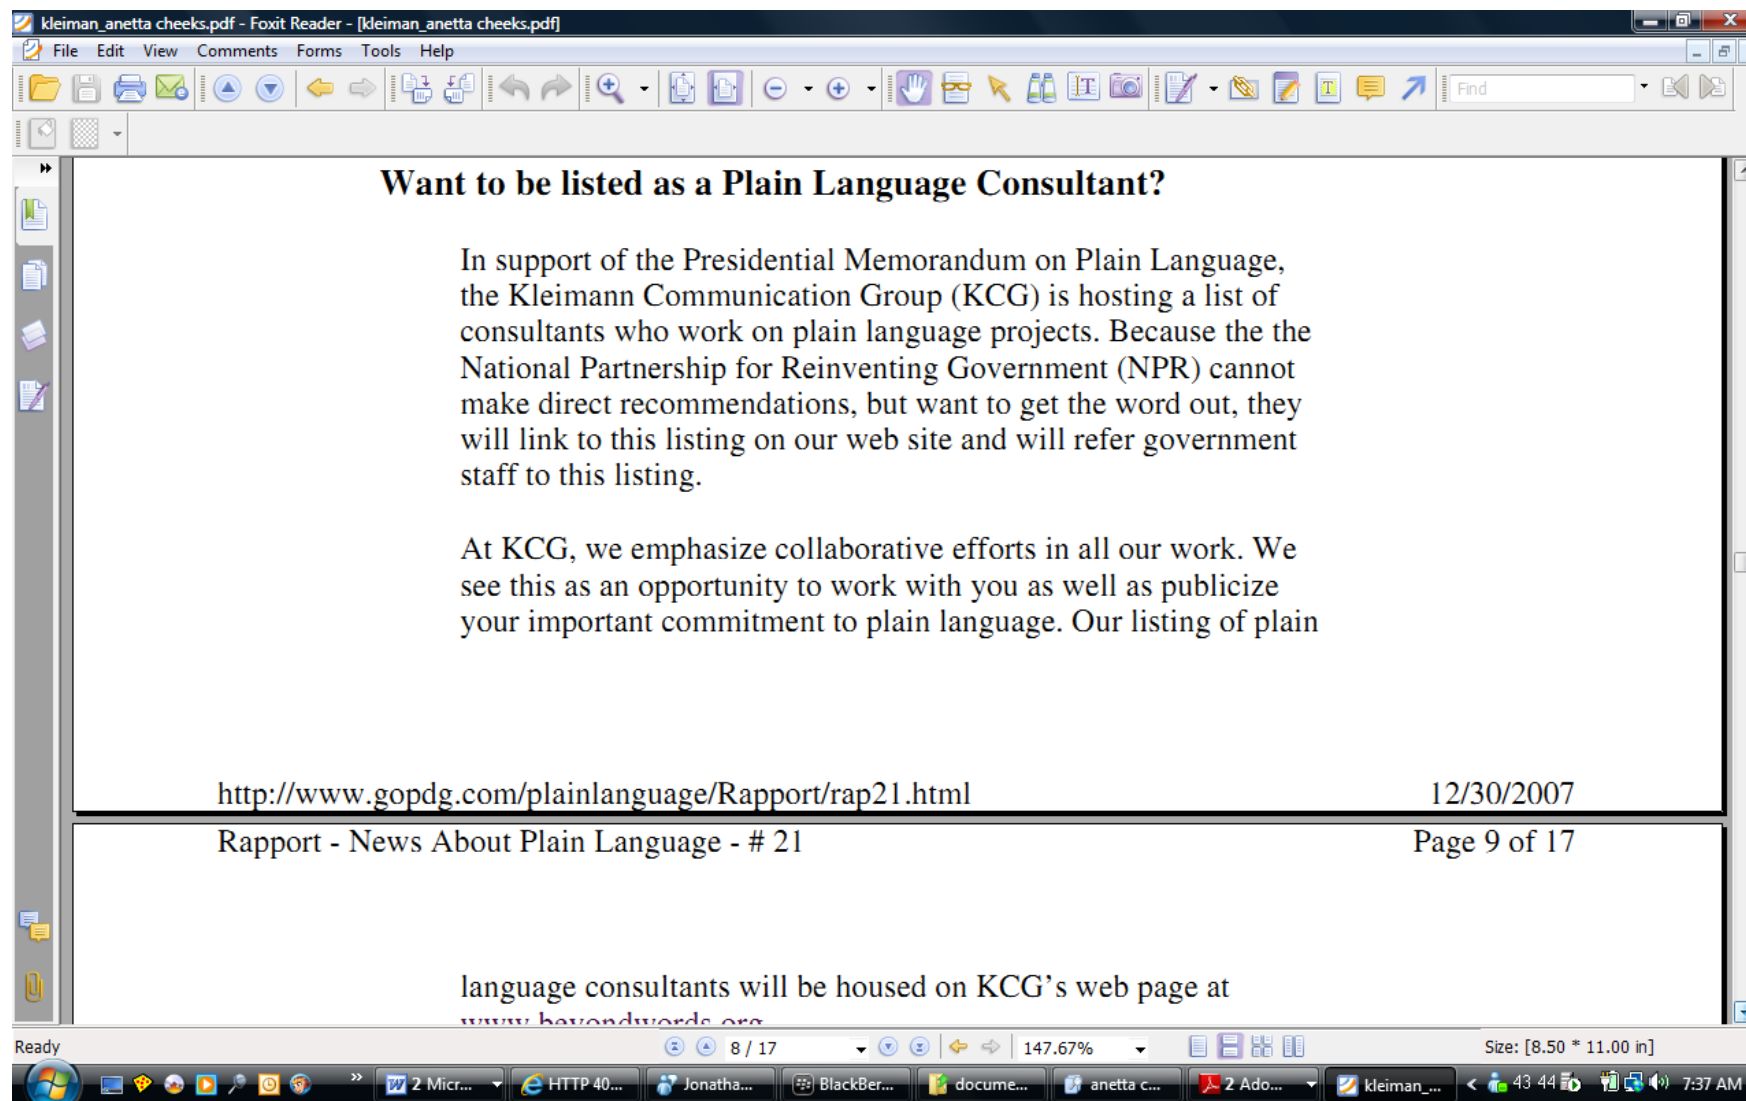 kleiman_anetta cheeks.pdf - Foxit Reader - [kleiman_anetta cheeks.pdf]
File Edit View Comments Forms Tools Help
Find
Want to be listed as a Plain Language Consultant?
In support of the Presidential Memorandum on Plain Language,
the Kleimann Communication Group (KCG) is hosting a list of
consultants who work on plain language projects. Because the the
National Partnership for Reinventing Government (NPR) cannot
make direct recommendations, but want to get the word out, they
will link to this listing on our web site and will refer government
staff to this listing.
At KCG, we emphasize collaborative efforts in all our work. We
see this as an opportunity to work with you as well as publicize
your important commitment to plain language. Our listing of plain
http://www.gopdg.com/plainlanguage/Rapport/rap21.html 12/30/2007
Rapport - News About Plain Language - # 21 Page 9 of 17
language consultants will be housed on KCG's web page at
www.beyondwords.org
Ready 8 / 17 147.67% Size: [8.50 * 11.00 in]
2 Micr... HTTP 40... Jonatha... BlackBer... docume... anetta c... 2 Ado... kleiman_... 43 44 7:37 AM